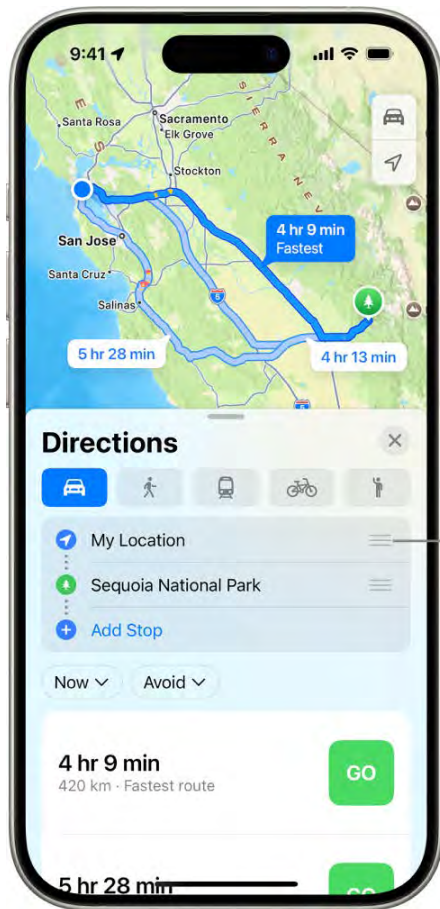 9:41
Santa Rosa
Sacramento
Elk Grove
SIERRA NEV
Stockton
San Jose
4 hr 9 min
Fastest
Santa Cruz
Salinas
5
5 hr 28 min
4 hr 13 min
Directions
My Location
Sequoia National Park
Add Stop
Now
Avoid
4 hr 9 min
420 km · Fastest route
GO
5 hr 28 min
GO